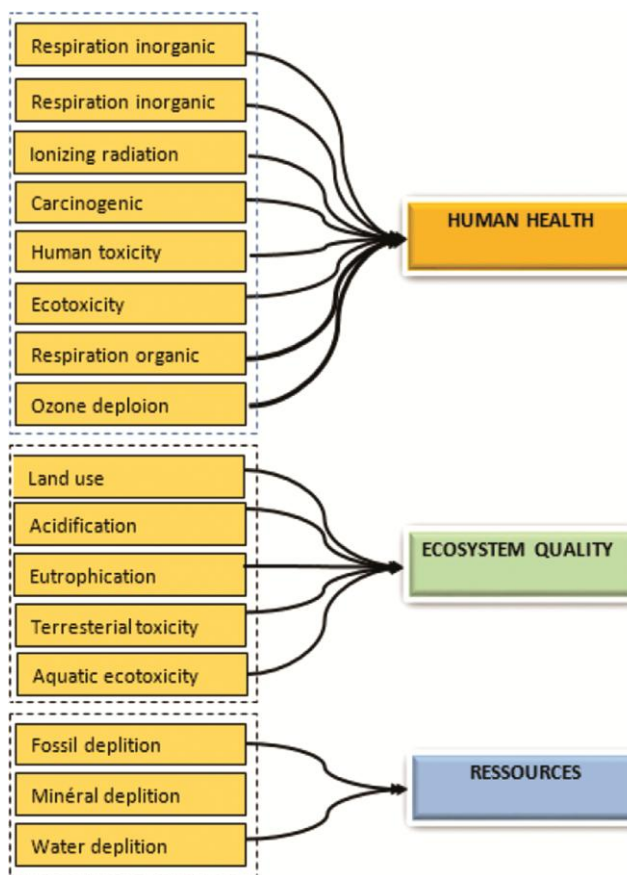 Respiration inorganic
Respiration inorganic
Ionizing radiation
Carcinogenic
Human toxicity
Ecotoxicity
Respiration organic
Ozone deploion
HUMAN HEALTH
Land use
Acidification
Eutrophication
Terresterial toxicity
Aquatic ecotoxicity
ECOSYSTEM QUALITY
Fossil deplition
Minéral deplition
Water deplition
RESSOURCES